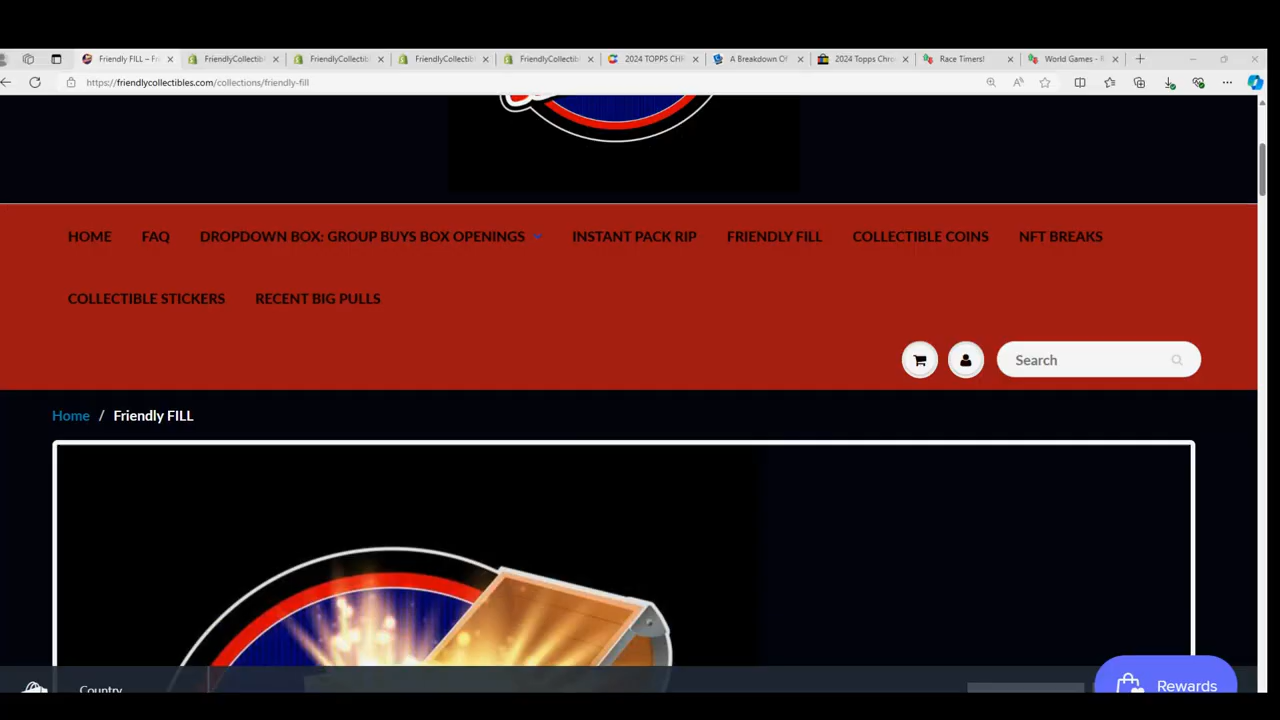 Friendly FILL – Fri
FriendlyCollectib
FriendlyCollectib
FriendlyCollectib
FriendlyCollectib
2024 TOPPS CHR
A Breakdown Of
2024 Topps Chro
Race Timers!
World Games - F
https://friendlycollectibles.com/collections/friendly-fill
HOME FAQ DROPDOWN BOX: GROUP BUYS BOX OPENINGS INSTANT PACK RIP FRIENDLY FILL COLLECTIBLE COINS NFT BREAKS
COLLECTIBLE STICKERS RECENT BIG PULLS
Search
Home / Friendly FILL
Country
Rewards